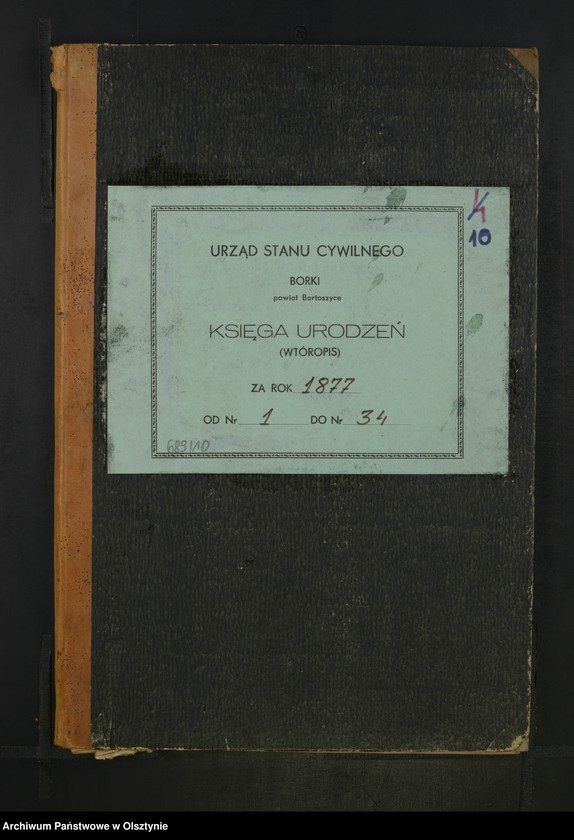 10
URZĄD STANU CYWILNEGO
BORKI
powiat Bartoszyce
KSIĘGA URODZEŃ
(WTÓROPIS)
ZA ROK 1877
OD Nr 1 DO Nr 34
689/10
Archiwum Państwowe w Olsztynie